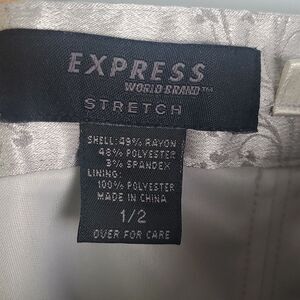 EXPRESS
WORLD BRAND™
STRETCH
SHELL: 49% RAYON
48% POLYESTER
3% SPANDEX
LINING:
100% POLYESTER
MADE IN CHINA
1/2
OVER FOR CARE